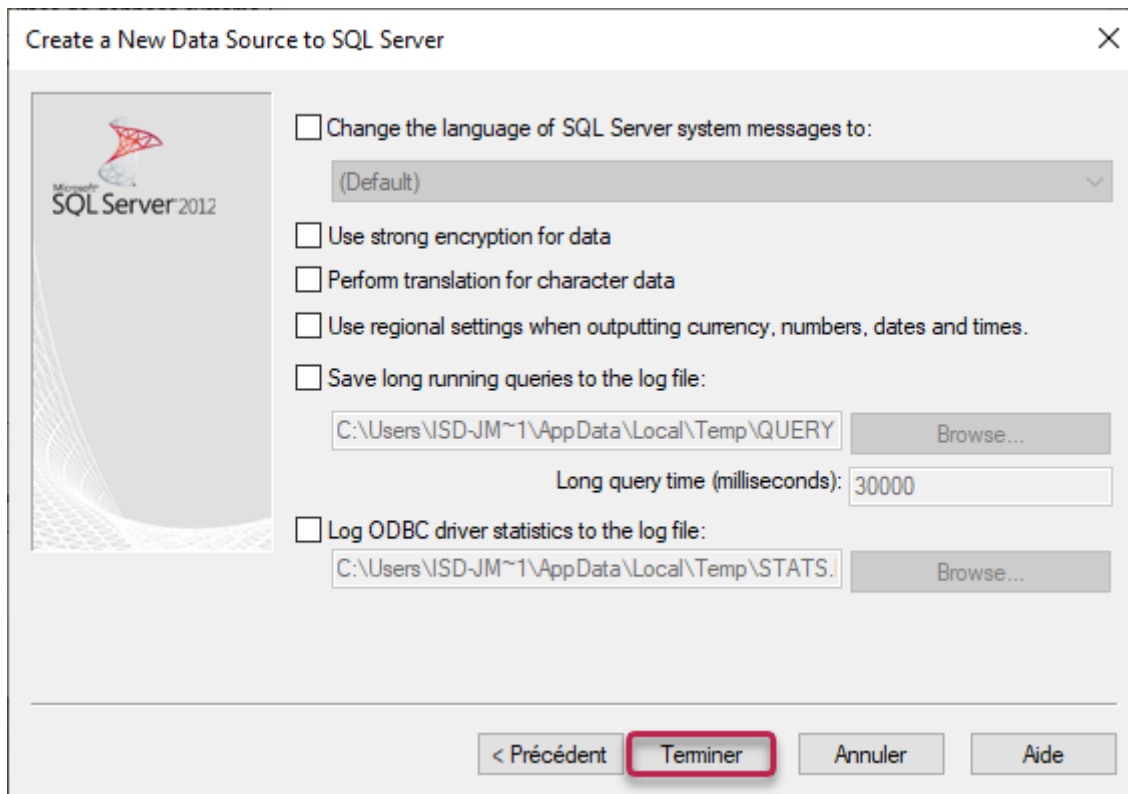 Create a New Data Source to SQL Server
Change the language of SQL Server system messages to:
(Default)
Microsoft
SQL Server 2012
Use strong encryption for data
Perform translation for character data
Use regional settings when outputting currency, numbers, dates and times.
Save long running queries to the log file:
C:\Users\ISD-JM~1\AppData\Local\Temp\QUERY
Browse...
Long query time (milliseconds):
30000
Log ODBC driver statistics to the log file:
C:\Users\ISD-JM~1\AppData\Local\Temp\STATS.
Browse...
< Précédent
Terminer
Annuler
Aide